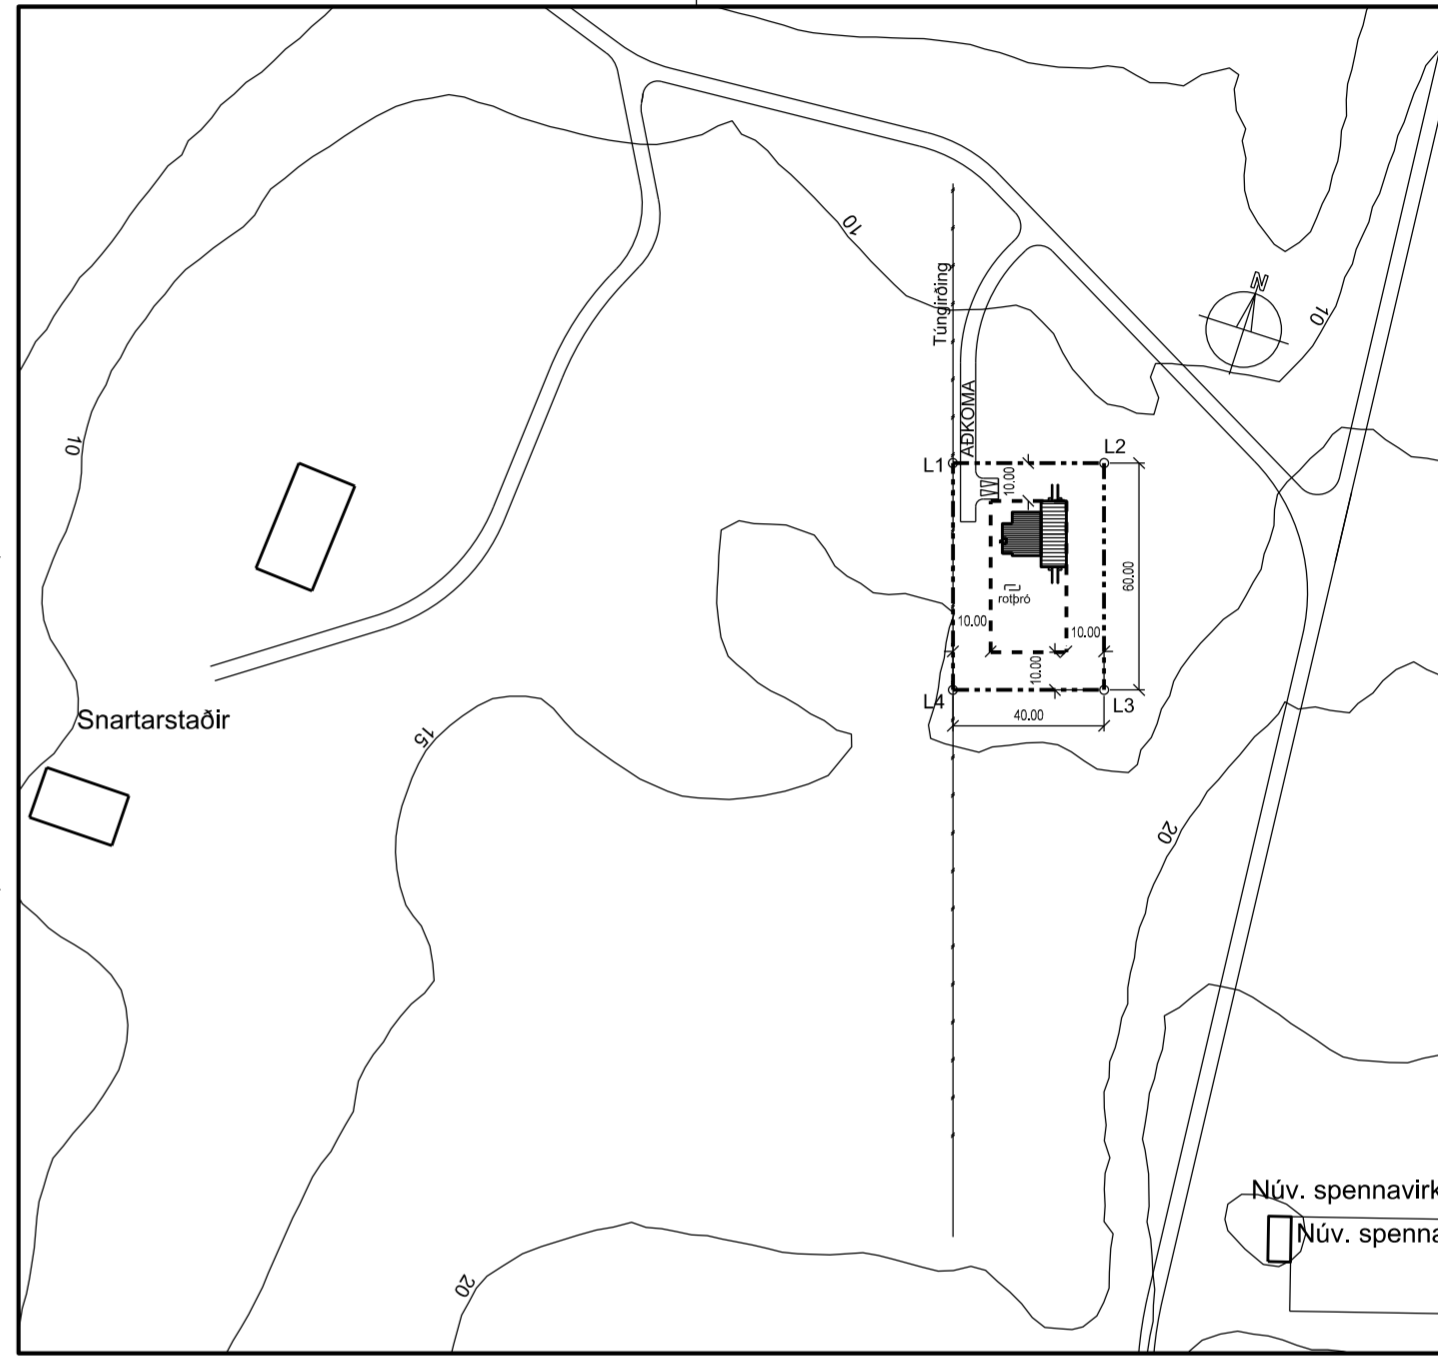 10
Túngirðing
N
10
AÐKOMA
10
L1
L2
10.00
60.00
rotþró
10.00
10.00
10.00
L4
L3
40.00
Snartarstaðir
15
20
Núv. spennavirk
Núv. spenna
20